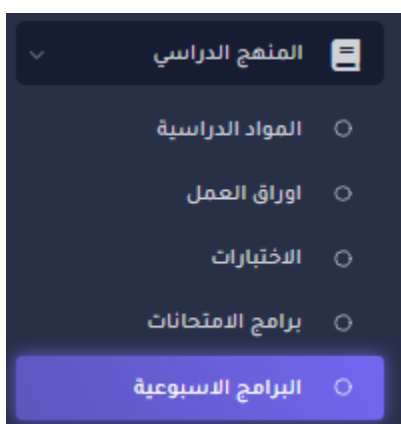 المنهج الدراسي
المواد الدراسية
اوراق العمل
الاختبارات
برامج الامتحانات
البرامج الاسبوعية